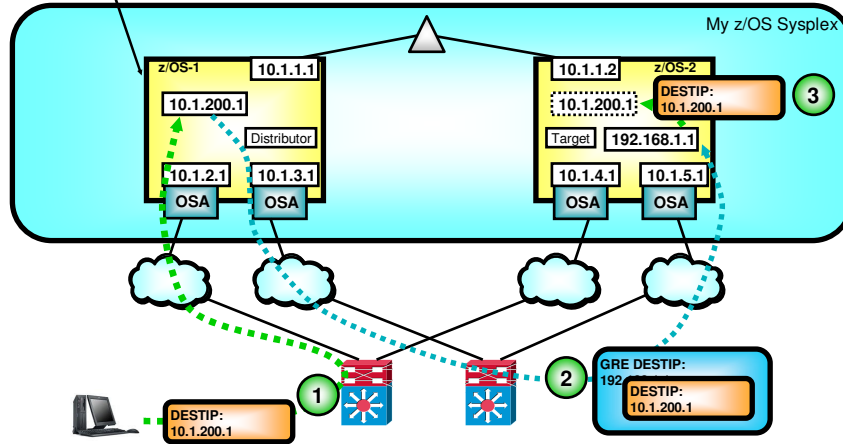 My z/OS Sysplex
z/OS-1
10.1.1.1
10.1.200.1
Distributor
10.1.2.1
10.1.3.1
OSA
OSA
10.1.1.2
z/OS-2
10.1.200.1
DESTIP:
10.1.200.1
3
Target
192.168.1.1
10.1.4.1
10.1.5.1
OSA
OSA
1
2
GRE DESTIP:
DESTIP:
10.1.200.1
DESTIP:
10.1.200.1